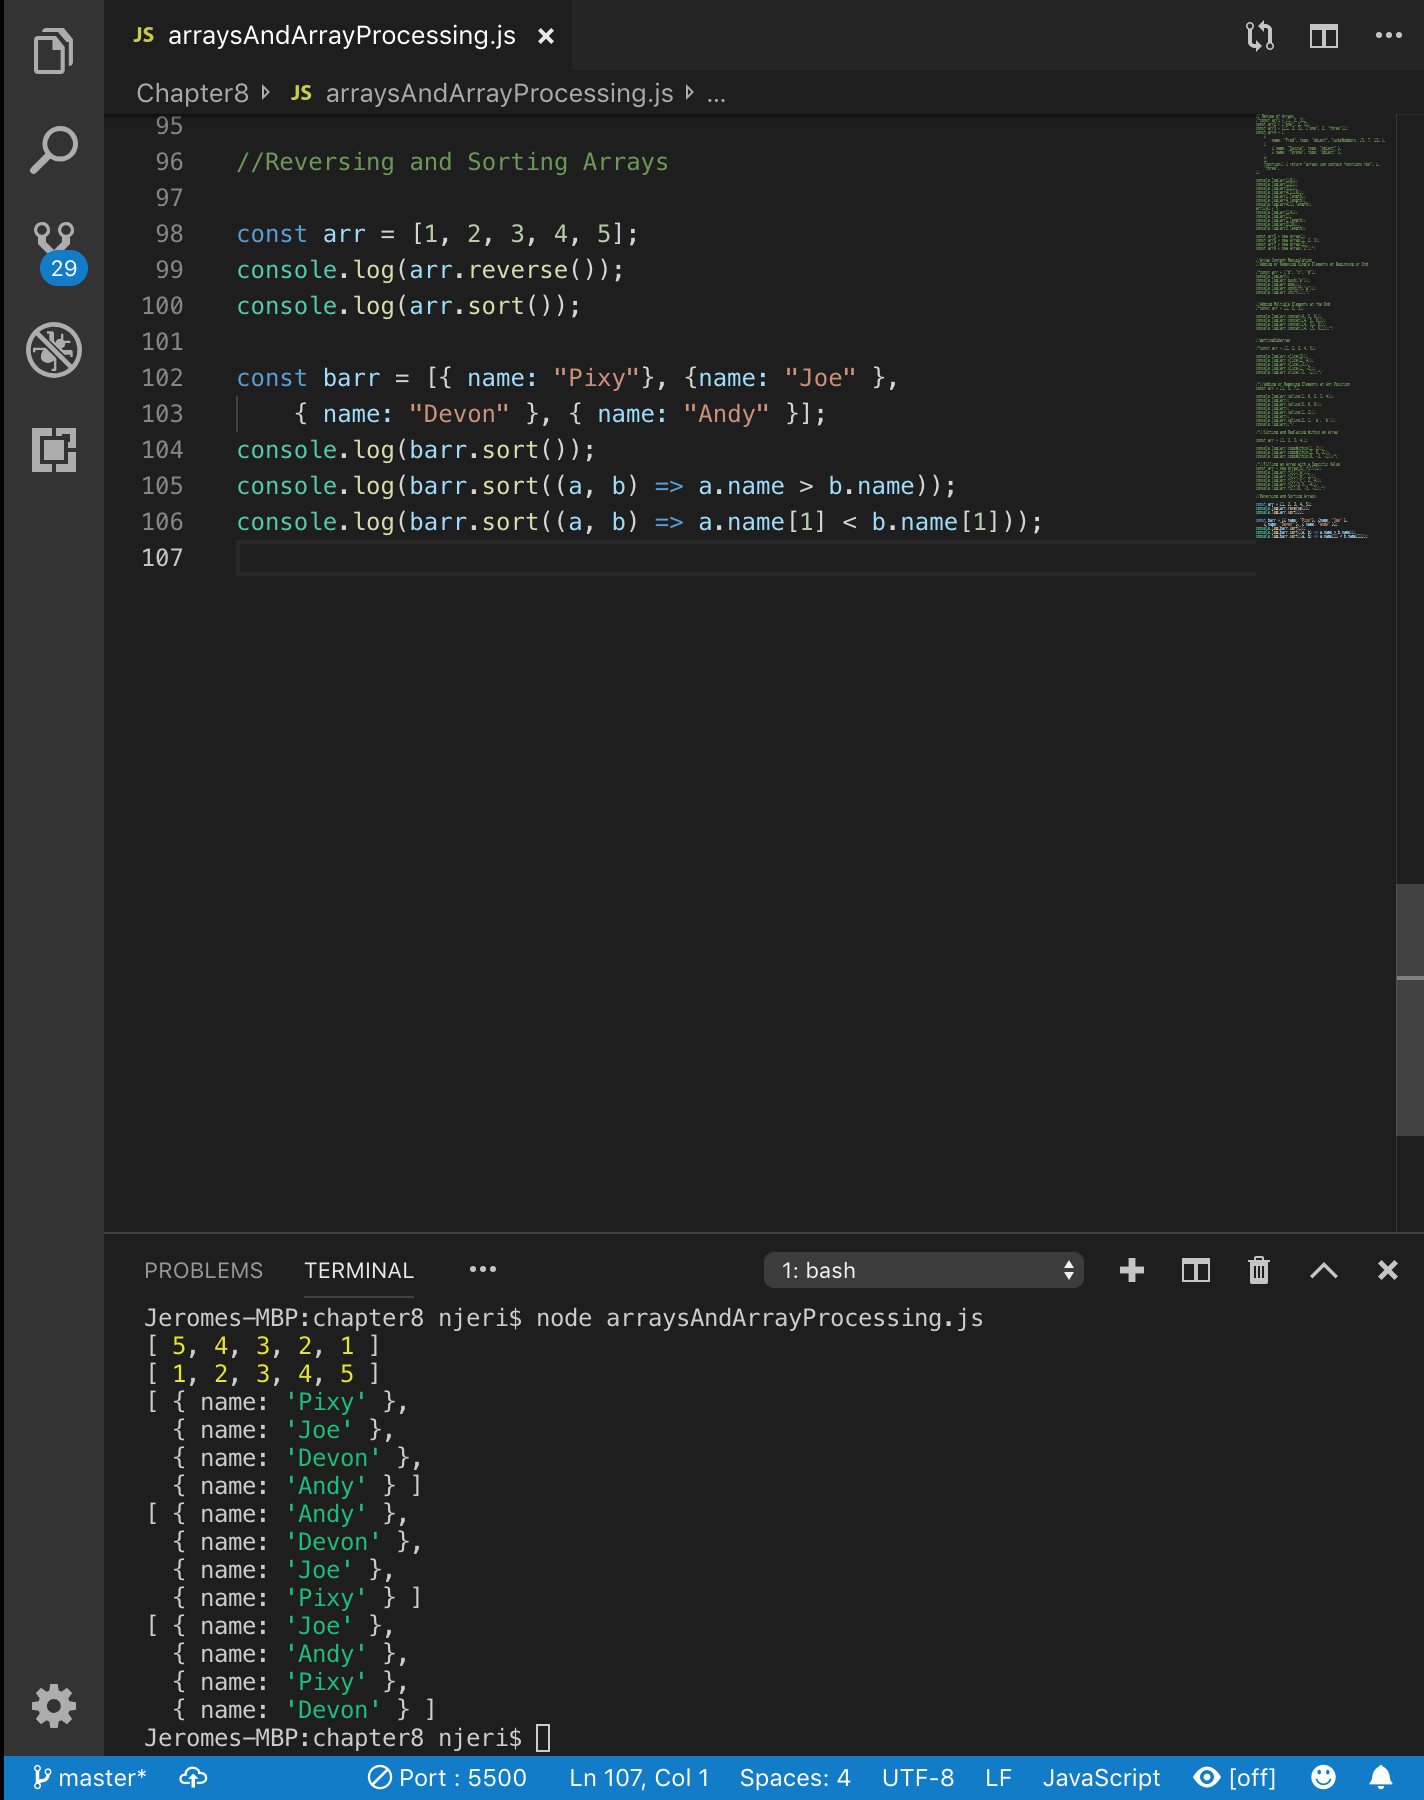 JS arraysAndArrayProcessing.js
Chapter8 JS arraysAndArrayProcessing.js ...
95
96 //Reversing and Sorting Arrays
97
98 const arr = [1, 2, 3, 4, 5];
99 console.log(arr.reverse());
100 console.log(arr.sort());
101
102 const barr = [{ name: "Pixy"}, {name: "Joe" },
103 { name: "Devon" }, { name: "Andy" }];
104 console.log(barr.sort());
105 console.log(barr.sort((a, b) => a.name > b.name));
106 console.log(barr.sort((a, b) => a.name[1] < b.name[1]));
107
29
PROBLEMS TERMINAL 1: bash
Jeromes-MBP:chapter8 njeri$ node arraysAndArrayProcessing.js
[ 5, 4, 3, 2, 1 ]
[ 1, 2, 3, 4, 5 ]
[ { name: 'Pixy' },
{ name: 'Joe' },
{ name: 'Devon' },
{ name: 'Andy' } ]
[ { name: 'Andy' },
{ name: 'Devon' },
{ name: 'Joe' },
{ name: 'Pixy' } ]
[ { name: 'Joe' },
{ name: 'Andy' },
{ name: 'Pixy' },
{ name: 'Devon' } ]
Jeromes-MBP:chapter8 njeri$
master* Port : 5500 Ln 107, Col 1 Spaces: 4 UTF-8 LF JavaScript [off]